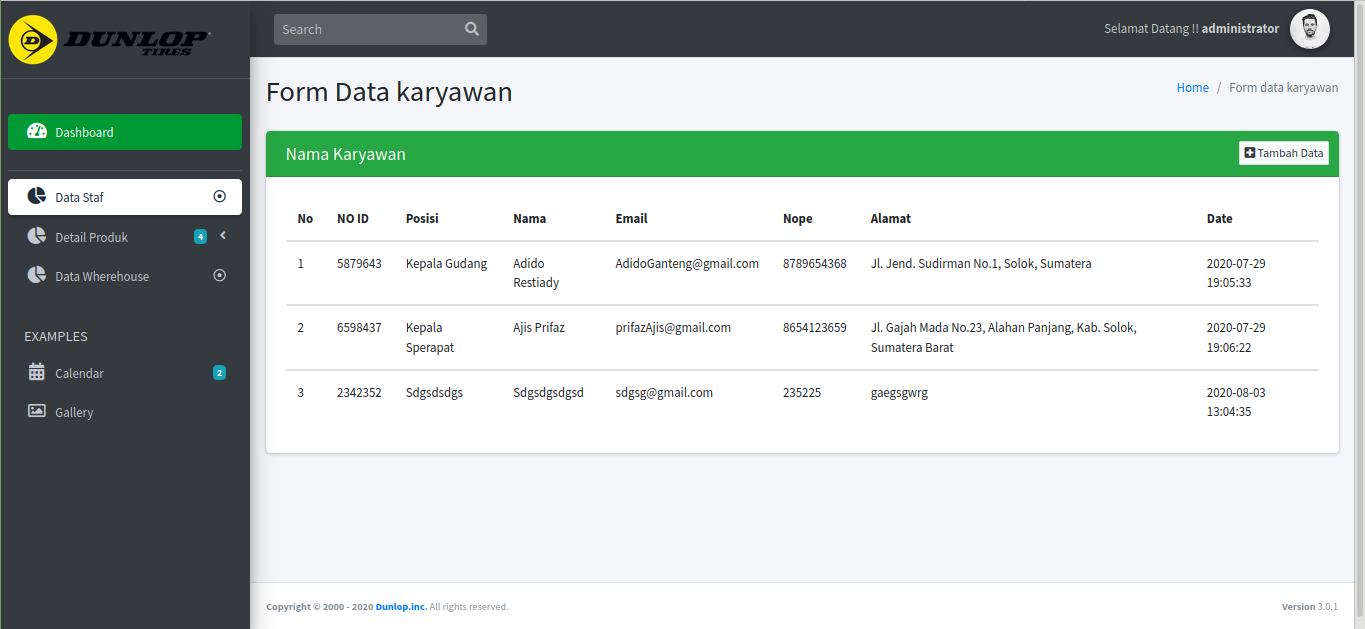 DUNLOP
TIRES
Search
Selamat Datang !! administrator
Dashboard
Data Staf
Detail Produk 4
Data Wherehouse
EXAMPLES
Calendar 2
Gallery
Form Data karyawan
Home / Form data karyawan
Nama Karyawan
Tambah Data
No NO ID Posisi Nama Email Nope Alamat Date
1 5879643 Kepala Gudang Adido AdidoGanteng@gmail.com 8789654368 Jl. Jend. Sudirman No.1, Solok, Sumatera 2020-07-29
Restiady 19:05:33
2 6598437 Kepala Ajis Prifaz prifazAjis@gmail.com 8654123659 Jl. Gajah Mada No.23, Alahan Panjang, Kab. Solok, 2020-07-29
Sperapat Sumatera Barat 19:06:22
3 2342352 Sdgsdsdgs Sdgsdgsdgsd sdgsg@gmail.com 235225 gaegsgwrg 2020-08-03
13:04:35
Copyright © 2000 - 2020 Dunlop.inc. All rights reserved.
Version 3.0.1